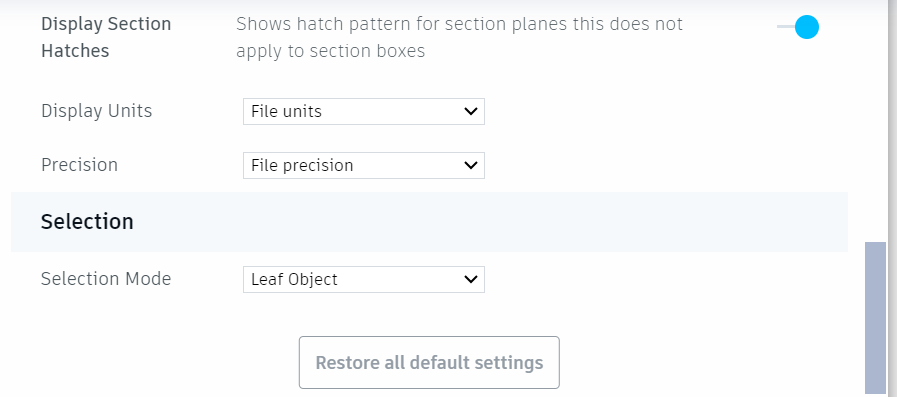 Display Section Shows hatch pattern for section planes this does not
Hatches apply to section boxes
Display Units File units
Precision File precision
Selection
Selection Mode Leaf Object
Restore all default settings